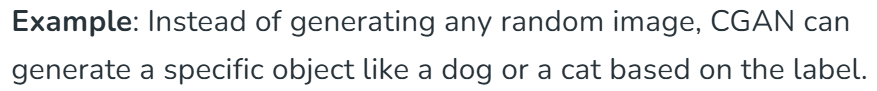 Example: Instead of generating any random image, CGAN can
generate a specific object like a dog or a cat based on the label.